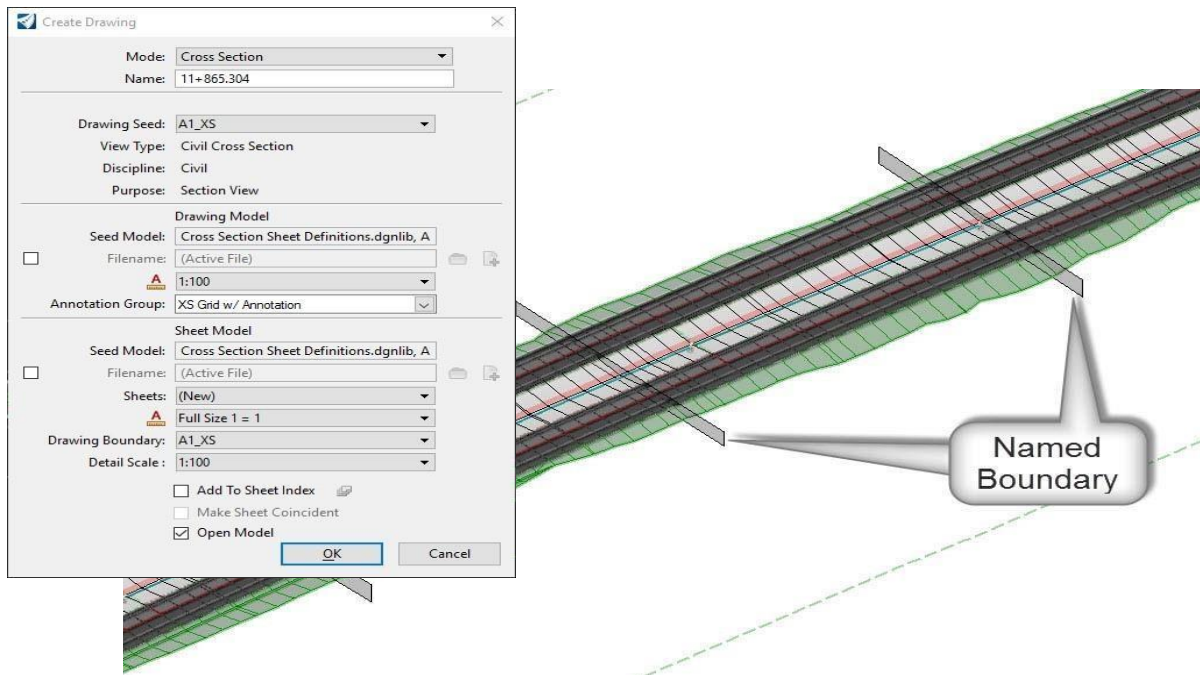 Create Drawing
Mode: Cross Section
Name: 11+865.304
Drawing Seed: A1_XS
View Type: Civil Cross Section
Discipline: Civil
Purpose: Section View
Drawing Model
Seed Model: Cross Section Sheet Definitions.dgnlib, A
Filename: (Active File)
A 1:100
Annotation Group: XS Grid w/ Annotation
Sheet Model
Seed Model: Cross Section Sheet Definitions.dgnlib, A
Filename: (Active File)
Sheets: (New)
A Full Size 1 = 1
Drawing Boundary: A1_XS
Detail Scale : 1:100
Add To Sheet Index
Make Sheet Coincident
Open Model
OK Cancel
Named
Boundary